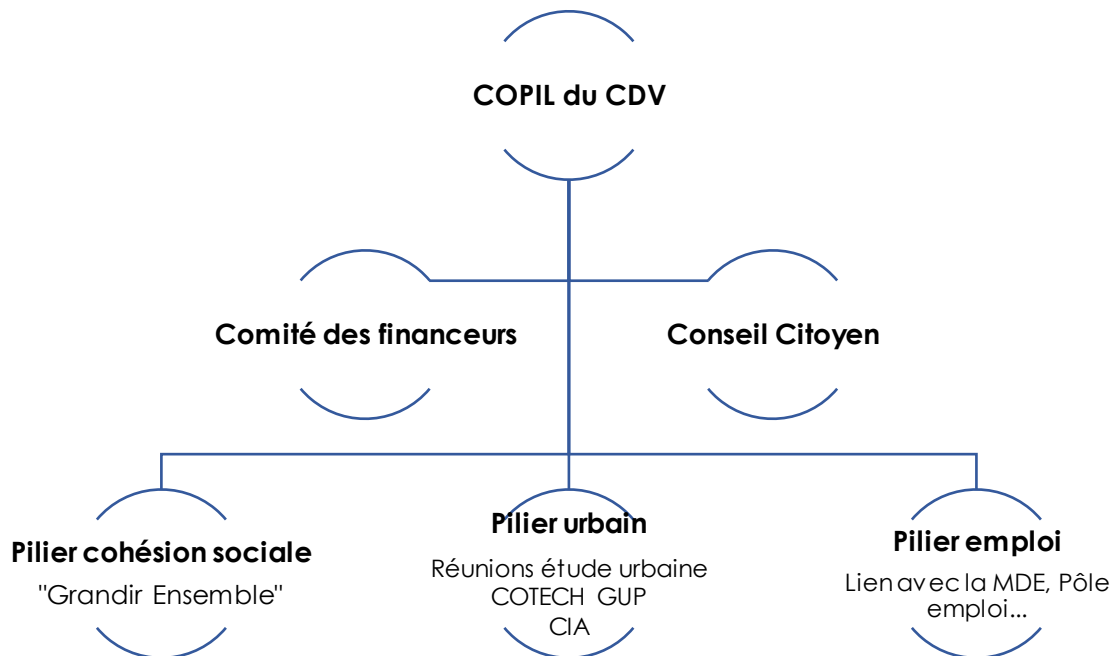 COPIL du CDV
Comité des financeurs
Conseil Citoyen
Pilier cohésion sociale
"Grandir Ensemble"
Pilier urbain
Réunions étude urbaine
COTECH GUP
CIA
Pilier emploi
Lien avec la MDE, Pôle
emploi...